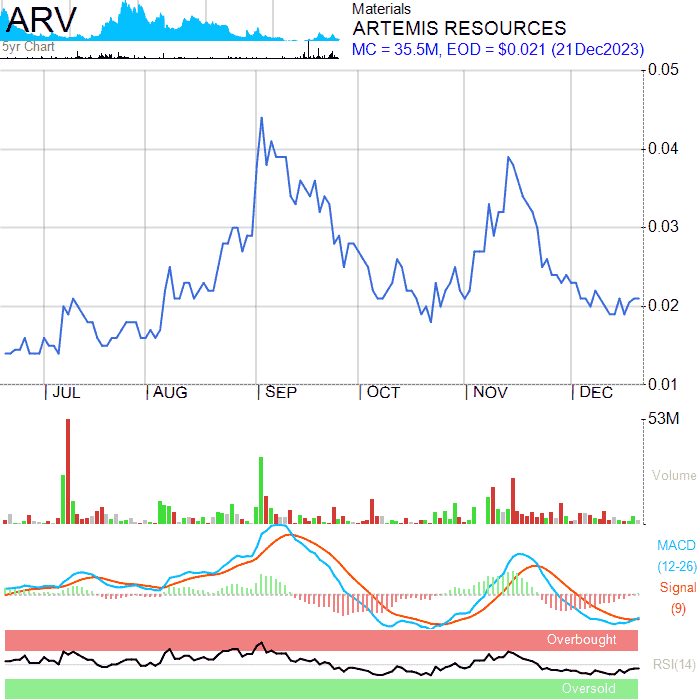 ARV
5yr Chart
Materials
ARTEMIS RESOURCES
MC = 35.5M, EOD = $0.021 (21Dec2023)
0.05
0.04
0.03
0.02
0.01
JUL AUG SEP OCT NOV DEC
53M
Volume
MACD
(12-26)
Signal
(9)
Overbought
RSI(14)
Oversold